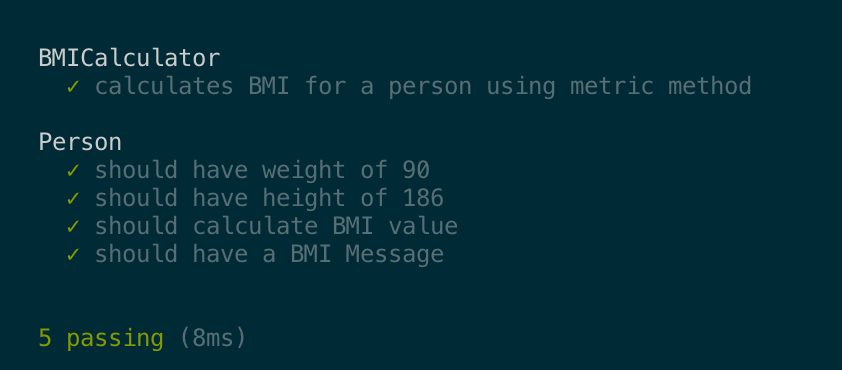 BMICalculator
✓ calculates BMI for a person using metric method
Person
✓ should have weight of 90
✓ should have height of 186
✓ should calculate BMI value
✓ should have a BMI Message
5 passing (8ms)